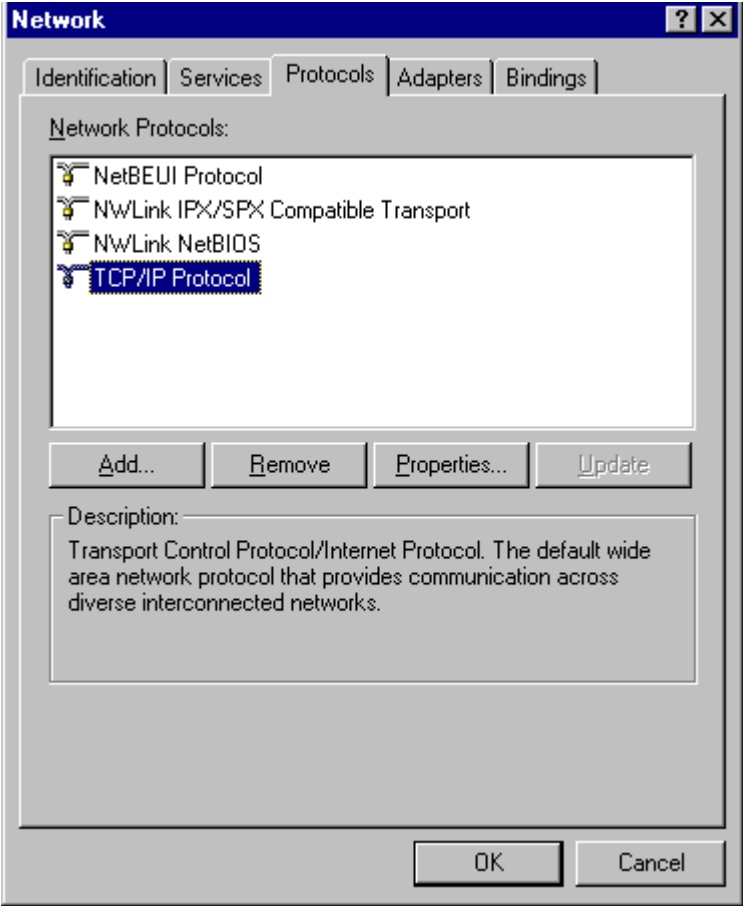 Network
Identification Services Protocols Adapters Bindings
Network Protocols:
NetBEUI Protocol
NWLink IPX/SPX Compatible Transport
NWLink NetBIOS
TCP/IP Protocol
Add... Remove Properties... Update
Description:
Transport Control Protocol/Internet Protocol. The default wide
area network protocol that provides communication across
diverse interconnected networks.
OK Cancel